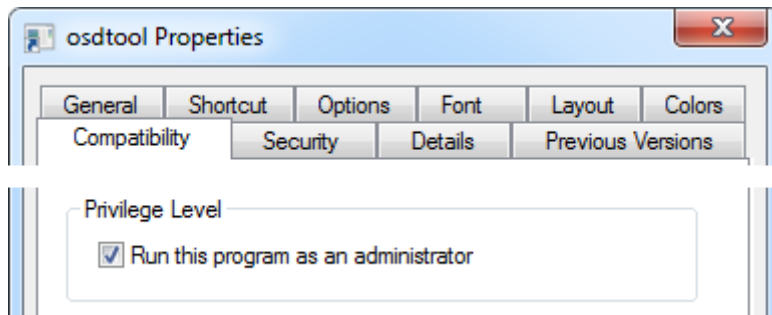 osdtool Properties
General Shortcut Options Font Layout Colors
Compatibility Security Details Previous Versions
Privilege Level
Run this program as an administrator